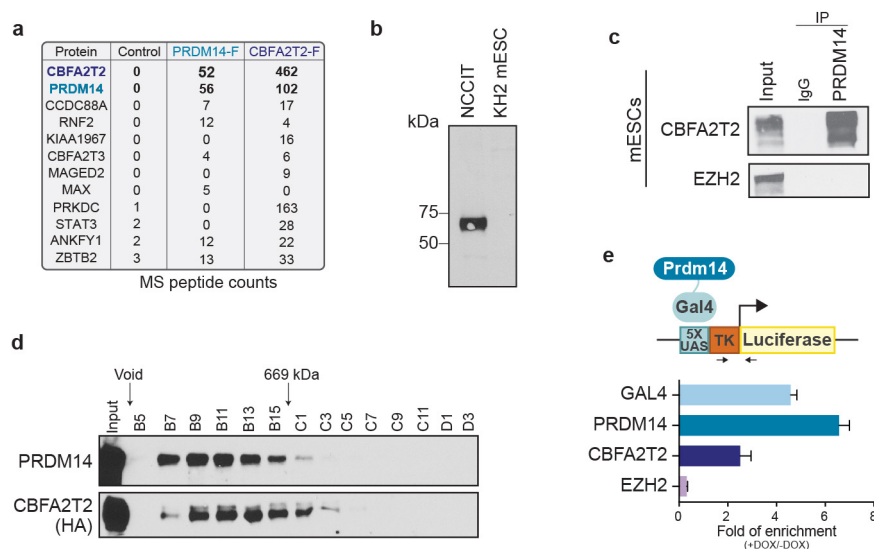 a
Protein Control PRDM14-F CBFA2T2-F
CBFA2T2 0 52 462
PRDM14 0 56 102
CCDC88A 0 7 17
RNF2 0 12 4
KIAA1967 0 0 16
CBFA2T3 0 4 6
MAGED2 0 0 9
MAX 0 5 0
PRKDC 1 0 163
STAT3 2 0 28
ANKFY1 2 12 22
ZBTB2 3 13 33
MS peptide counts
b
NCCIT
KH2 mESC
kDa
75
50
c
IP
Input
IgG
PRDM14
mESCs
CBFA2T2
EZH2
d
Void
669 kDa
Input B5 B7 B9 B11 B13 B15 C1 C3 C5 C7 C9 C11 D1 D3
PRDM14
CBFA2T2
(HA)
e
Prdm14
Gal4
5X
UAS
TK
Luciferase
GAL4
PRDM14
CBFA2T2
EZH2
0 2 4 6 8
Fold of enrichment
(+DOX/-DOX)